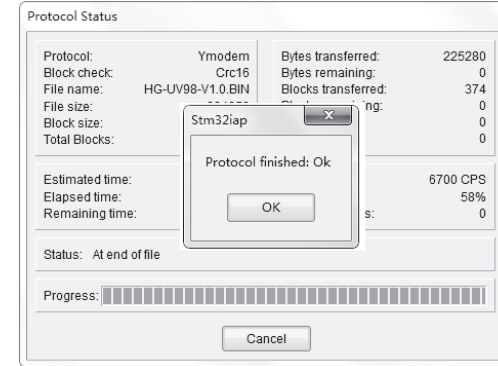 Protocol Status
Protocol: Ymodem
Block check: Crc16
File name: HG-UV98-V1.0.BIN
File size:
Block size:
Total Blocks:
Bytes transferred: 225280
Bytes remaining: 0
Blocks transferred: 374
ing: 0
0
0
Stm32iap
x
Protocol finished: Ok
OK
Estimated time:
Elapsed time:
Remaining time:
6700 CPS
58%
s: 0
Status: At end of file
Progress:
Cancel